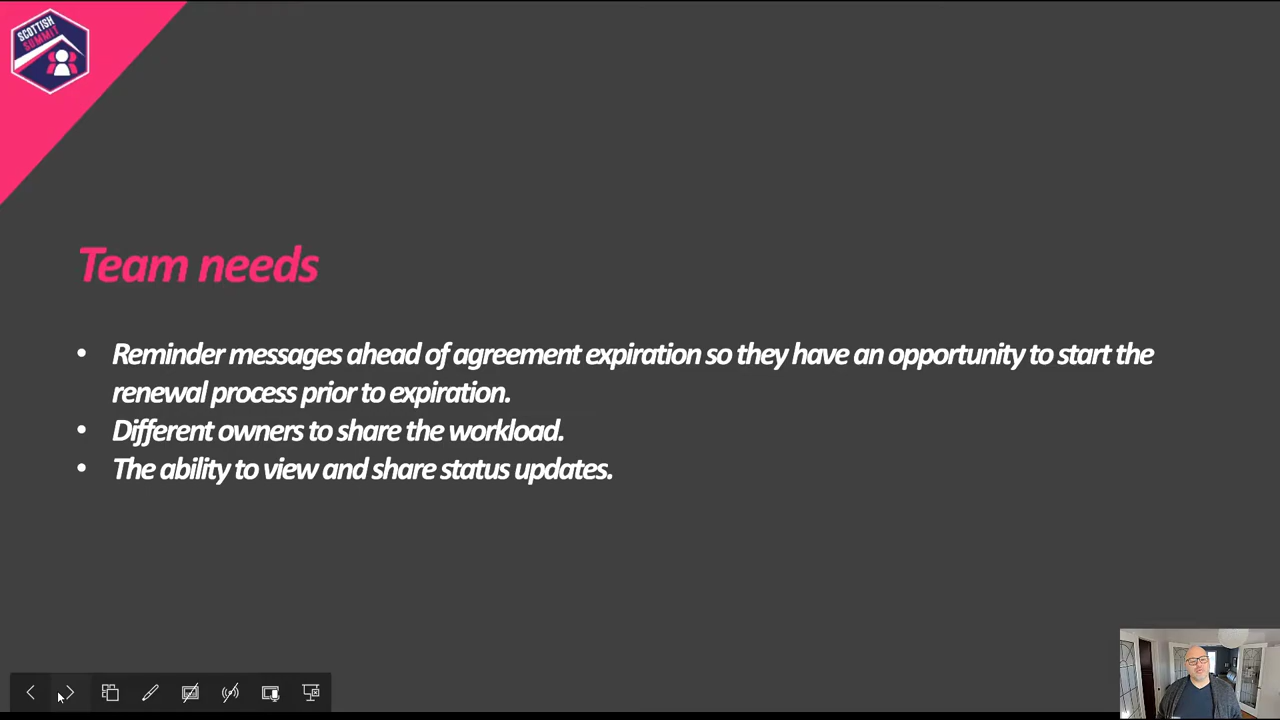 SCOTTISH
SUMMIT
Team needs
• Reminder messages ahead of agreement expiration so they have an opportunity to start the
renewal process prior to expiration.
• Different owners to share the workload.
• The ability to view and share status updates.